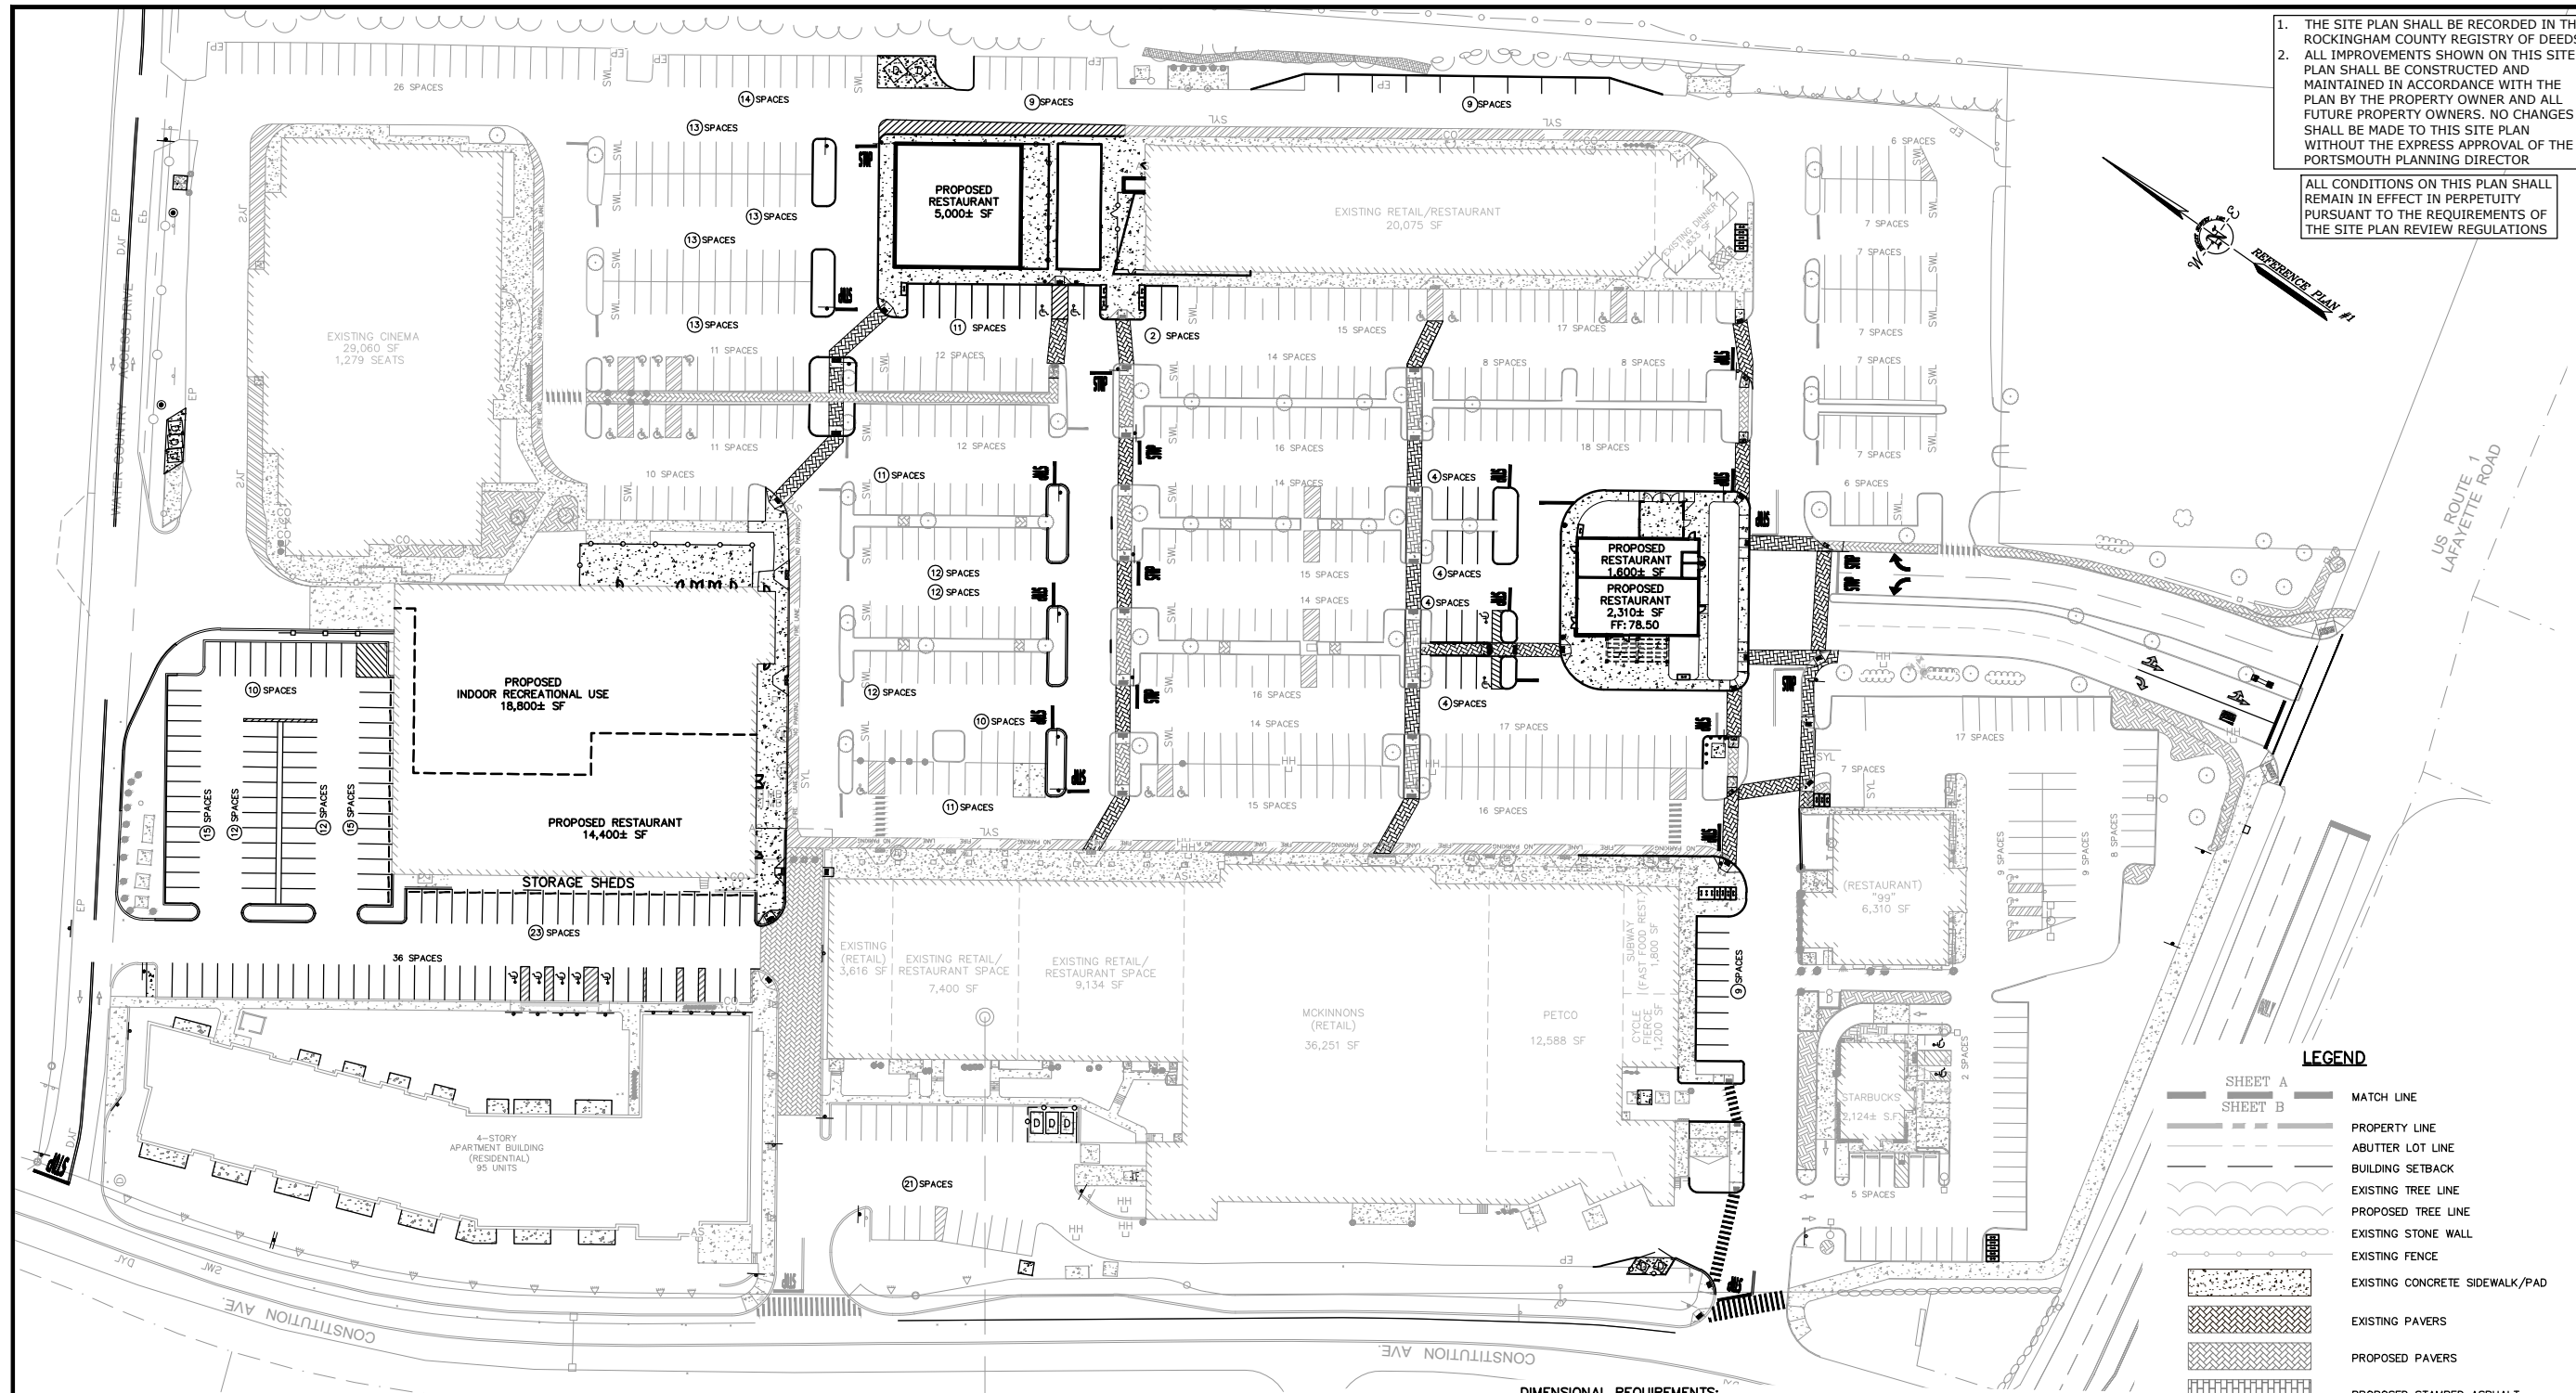 1. THE SITE PLAN SHALL BE RECORDED IN TH
ROCKINGHAM COUNTY REGISTRY OF DEEDS
2. ALL IMPROVEMENTS SHOWN ON THIS SITE
PLAN SHALL BE CONSTRUCTED AND
MAINTAINED IN ACCORDANCE WITH THE
PLAN BY THE PROPERTY OWNER AND ALL
FUTURE PROPERTY OWNERS. NO CHANGES
SHALL BE MADE TO THIS SITE PLAN
WITHOUT THE EXPRESS APPROVAL OF THE
PORTSMOUTH PLANNING DIRECTOR
ALL CONDITIONS ON THIS PLAN SHALL
REMAIN IN EFFECT IN PERPETUITY
PURSUANT TO THE REQUIREMENTS OF
THE SITE PLAN REVIEW REGULATIONS
REFERENCE PLAN #1
26 SPACES
14 SPACES
9 SPACES
9 SPACES
13 SPACES
13 SPACES
13 SPACES
13 SPACES
PROPOSED
RESTAURANT
5,000± SF
EXISTING RETAIL/RESTAURANT
20,075 SF
EXISTING DINNER
1,833 SF
6 SPACES
7 SPACES
7 SPACES
7 SPACES
7 SPACES
7 SPACES
6 SPACES
EXISTING CINEMA
29,060 SF
1,279 SEATS
WATER COUNTRY ACCESS DRIVE
11 SPACES
2 SPACES
15 SPACES
17 SPACES
11 SPACES
12 SPACES
14 SPACES
8 SPACES
8 SPACES
11 SPACES
12 SPACES
16 SPACES
18 SPACES
10 SPACES
11 SPACES
14 SPACES
4 SPACES
12 SPACES
15 SPACES
4 SPACES
12 SPACES
14 SPACES
4 SPACES
12 SPACES
16 SPACES
4 SPACES
10 SPACES
14 SPACES
17 SPACES
11 SPACES
15 SPACES
16 SPACES
PROPOSED
RESTAURANT
1,600± SF
PROPOSED
RESTAURANT
2,310± SF
FF: 78.50
US ROUTE 1
LAFAYETTE ROAD
10 SPACES
15 SPACES
12 SPACES
12 SPACES
15 SPACES
PROPOSED
INDOOR RECREATIONAL USE
18,800± SF
PROPOSED RESTAURANT
14,400± SF
STORAGE SHEDS
23 SPACES
36 SPACES
17 SPACES
7 SPACES
9 SPACES
9 SPACES
8 SPACES
(RESTAURANT)
"99"
6,310 SF
EXISTING
(RETAIL)
3,616 SF
EXISTING RETAIL/
RESTAURANT SPACE
7,400 SF
EXISTING RETAIL/
RESTAURANT SPACE
9,134 SF
MCKINNONS
(RETAIL)
36,251 SF
PETCO
12,588 SF
SUBWAY
(FAST FOOD REST.)
1,800 SF
CYCLE
FIERCE
1,200 SF
9 SPACES
2 SPACES
STARBUCKS
2,124± S.F.
5 SPACES
4-STORY
APARTMENT BUILDING
(RESIDENTIAL)
95 UNITS
21 SPACES
CONSTITUTION AVE.
CONSTITUTION AVE.
LEGEND
SHEET A
SHEET B
MATCH LINE
PROPERTY LINE
ABUTTER LOT LINE
BUILDING SETBACK
EXISTING TREE LINE
PROPOSED TREE LINE
EXISTING STONE WALL
EXISTING FENCE
EXISTING CONCRETE SIDEWALK/PAD
EXISTING PAVERS
PROPOSED PAVERS
PROPOSED STAMPED ASPHALT
DIMENSIONAL REQUIREMENTS: